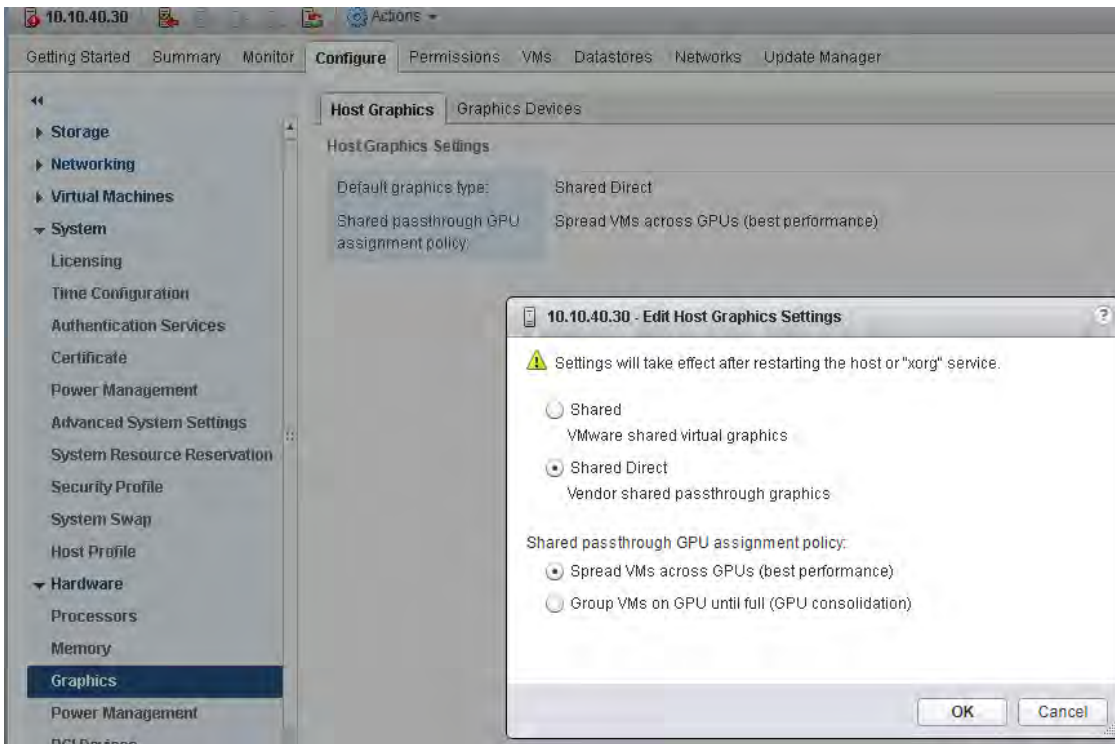 10.10.40.30
Actions
Getting Started Summary Monitor Configure Permissions VMs Datastores Networks Update Manager
Host Graphics Graphics Devices
Storage
Networking
Virtual Machines
System
Licensing
Time Configuration
Authentication Services
Certificate
Power Management
Advanced System Settings
System Resource Reservation
Security Profile
System Swap
Host Profile
Hardware
Processors
Memory
Graphics
Power Management
PCI Devices
Host Graphics Settings
Default graphics type: Shared Direct
Shared passthrough GPU Spread VMs across GPUs (best performance)
assignment policy:
10.10.40.30 - Edit Host Graphics Settings ?
Settings will take effect after restarting the host or "xorg" service.
Shared
VMware shared virtual graphics
Shared Direct
Vendor shared passthrough graphics
Shared passthrough GPU assignment policy:
Spread VMs across GPUs (best performance)
Group VMs on GPU until full (GPU consolidation)
OK Cancel